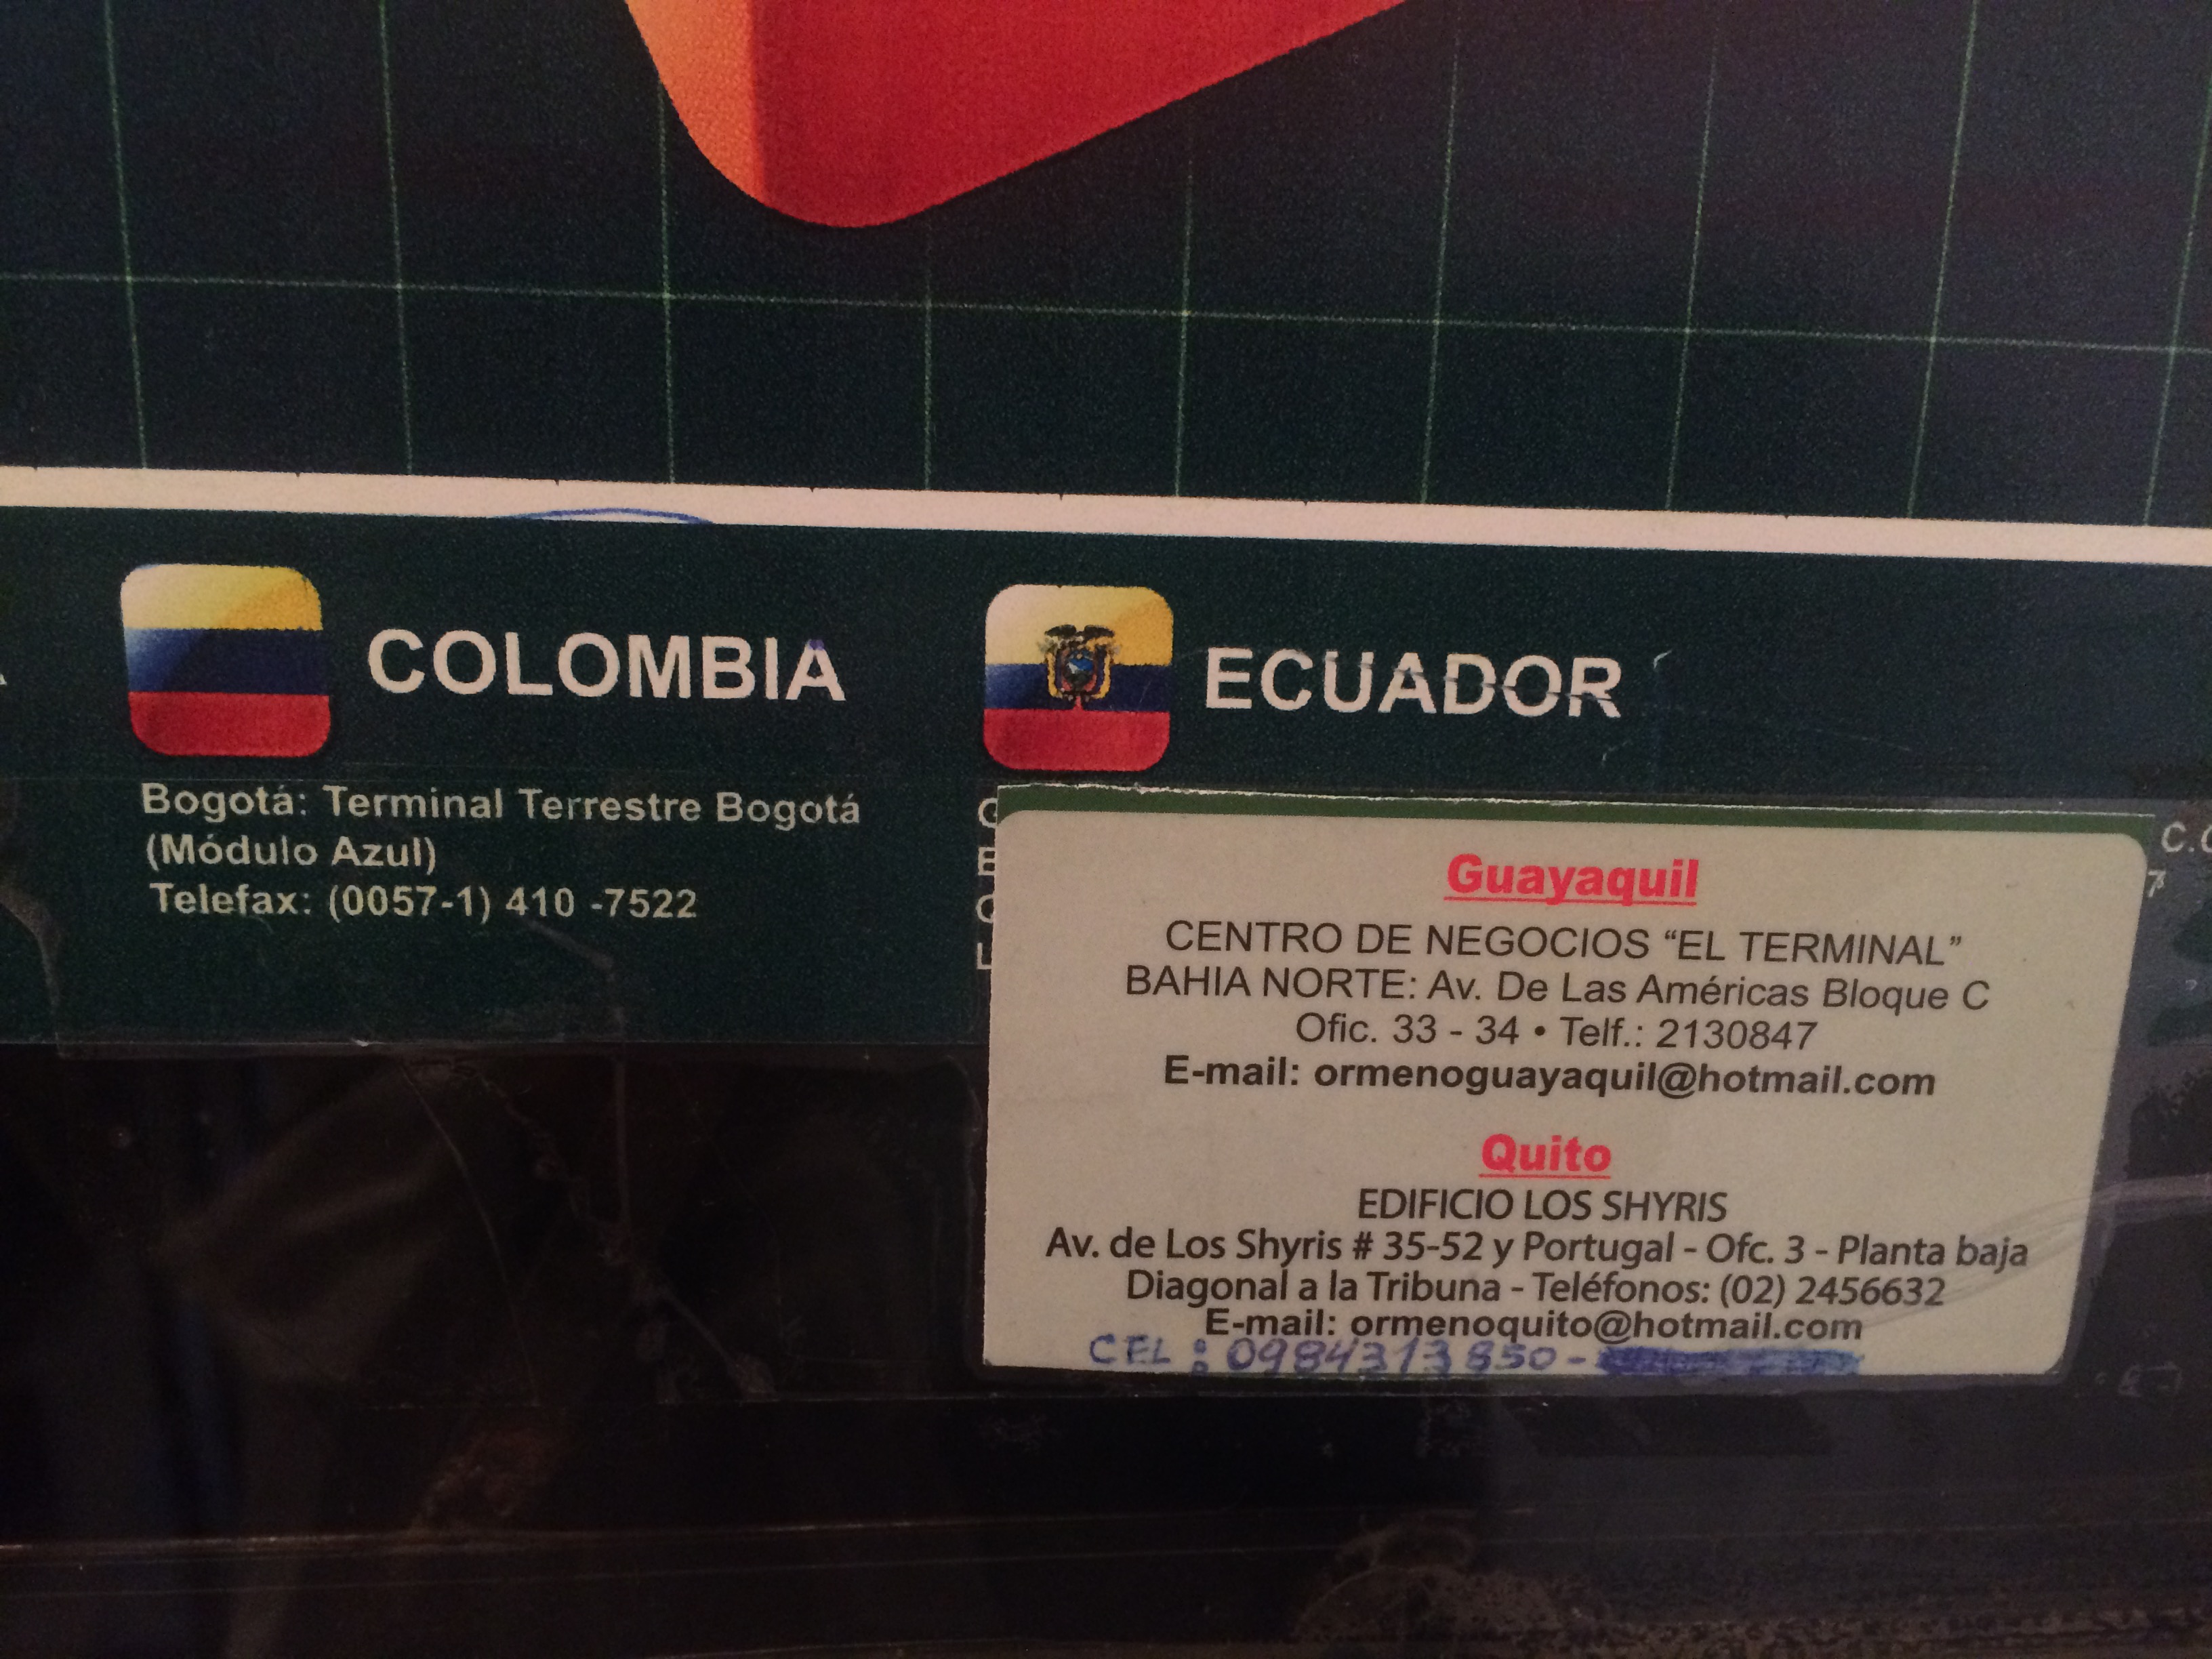 COLOMBIA
Bogotá: Terminal Terrestre Bogotá
(Módulo Azul)
Telefax: (0057-1) 410 -7522
ECUADOR
Guayaquil
CENTRO DE NEGOCIOS “EL TERMINAL”
BAHIA NORTE: Av. De Las Américas Bloque C
Ofic. 33 - 34 • Telf.: 2130847
E-mail: ormenoguayaquil@hotmail.com
Quito
EDIFICIO LOS SHYRIS
Av. de Los Shyris # 35-52 y Portugal - Ofc. 3 - Planta baja
Diagonal a la Tribuna - Teléfonos: (02) 2456632
E-mail: ormenoquito@hotmail.com
CEL : 0984313850 -